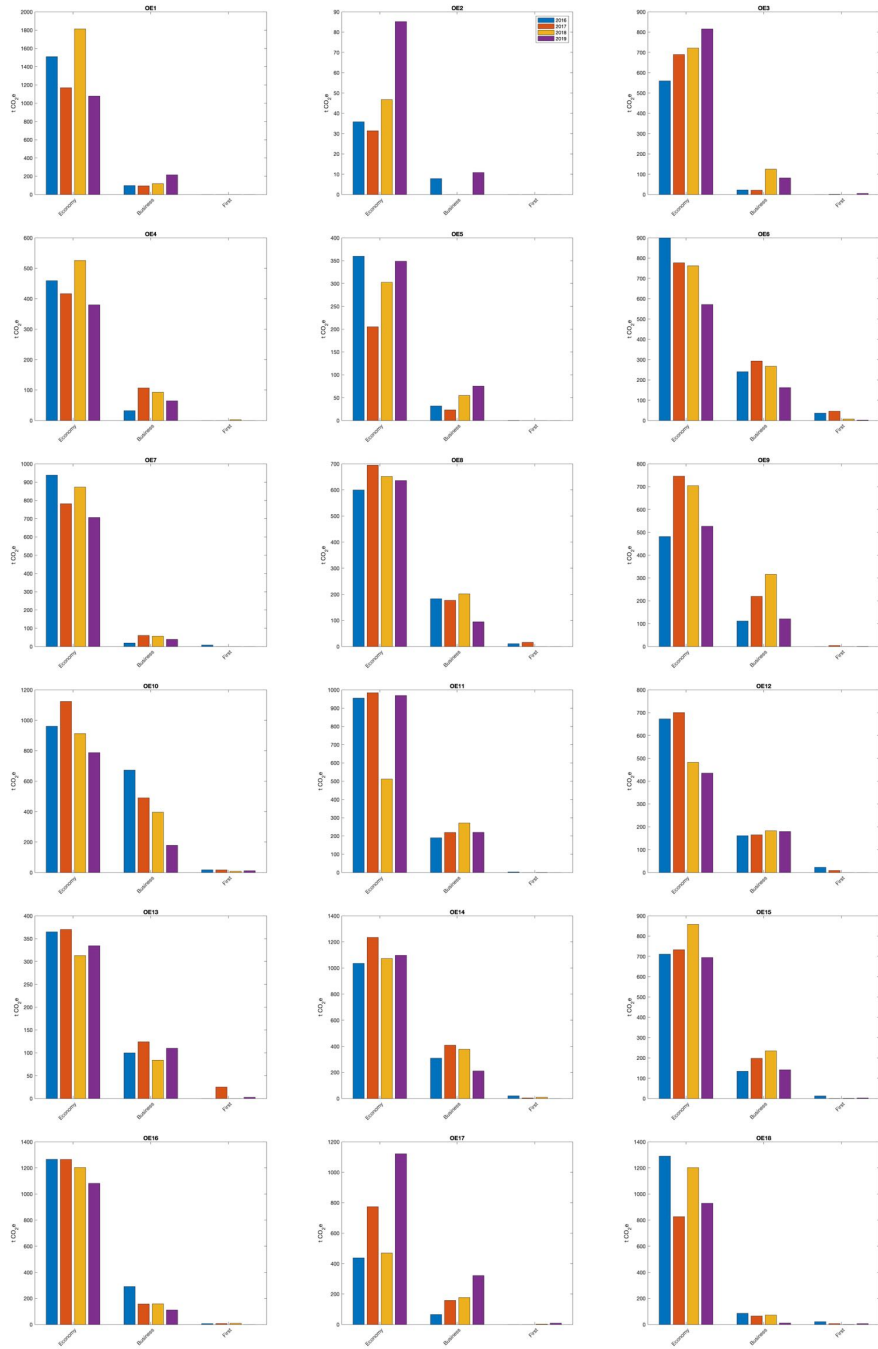 OE1
2000
1800
1600
1400
1200
1000
800
600
400
200
0
t CO₂e
Economy
Business
First
OE2
90
80
70
60
50
40
30
20
10
0
t CO₂e
2016
2017
2018
2019
Economy
Business
First
OE3
900
800
700
600
500
400
300
200
100
0
t CO₂e
Economy
Business
First
OE4
600
500
400
300
200
100
0
t CO₂e
Economy
Business
First
OE5
400
350
300
250
200
150
100
50
0
t CO₂e
Economy
Business
First
OE6
900
800
700
600
500
400
300
200
100
0
t CO₂e
Economy
Business
First
OE7
1000
900
800
700
600
500
400
300
200
100
0
t CO₂e
Economy
Business
First
OE8
700
600
500
400
300
200
100
0
t CO₂e
Economy
Business
First
OE9
800
700
600
500
400
300
200
100
0
t CO₂e
Economy
Business
First
OE10
1200
1000
800
600
400
200
0
t CO₂e
Economy
Business
First
OE11
1000
900
800
700
600
500
400
300
200
100
0
t CO₂e
Economy
Business
First
OE12
800
700
600
500
400
300
200
100
0
t CO₂e
Economy
Business
First
OE13
400
350
300
250
200
150
100
50
0
t CO₂e
Economy
Business
First
OE14
1400
1200
1000
800
600
400
200
0
t CO₂e
Economy
Business
First
OE15
900
800
700
600
500
400
300
200
100
0
t CO₂e
Economy
Business
First
OE16
1400
1200
1000
800
600
400
200
0
t CO₂e
Economy
Business
First
OE17
1200
1000
800
600
400
200
0
t CO₂e
Economy
Business
First
OE18
1400
1200
1000
800
600
400
200
0
t CO₂e
Economy
Business
First